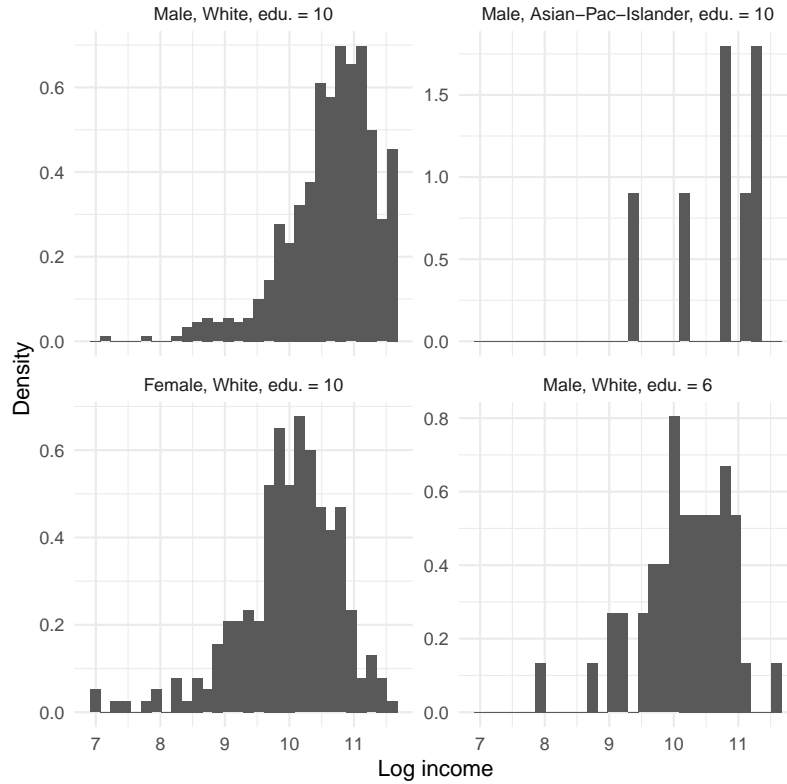 Male, White, edu. = 10
Male, Asian−Pac−Islander, edu. = 10
0.6
0.4
0.2
0.0
1.5
1.0
0.5
0.0
Density
Female, White, edu. = 10
Male, White, edu. = 6
0.6
0.4
0.2
0.0
0.8
0.6
0.4
0.2
0.0
7 8 9 10 11
7 8 9 10 11
Log income